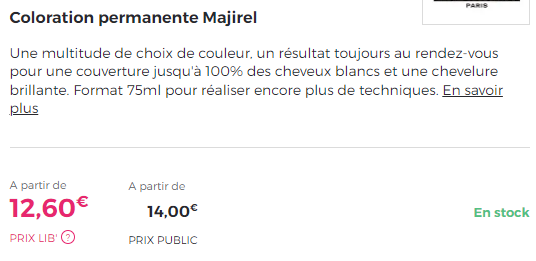 Coloration permanente Majirel
PARIS
Une multitude de choix de couleur, un résultat toujours au rendez-vous
pour une couverture jusqu'à 100% des cheveux blancs et une chevelure
brillante. Format 75ml pour réaliser encore plus de techniques. En savoir
plus
A partir de
12,60€
PRIX LIB' ?
A partir de
14,00€
PRIX PUBLIC
En stock